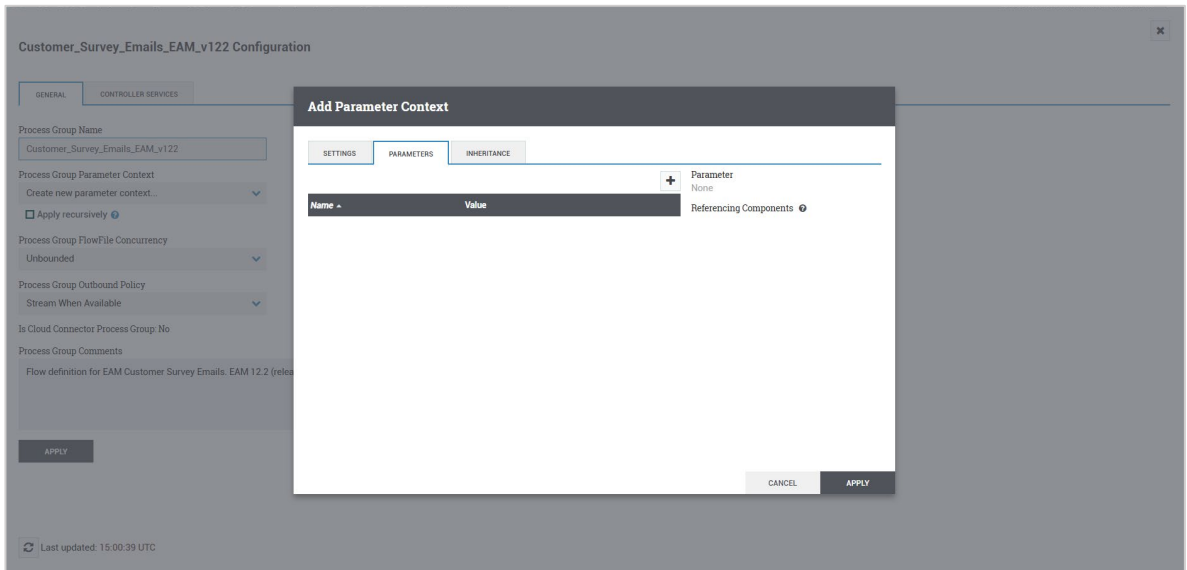 Customer_Survey_Emails_EAM_v122 Configuration
GENERAL
CONTROLLER SERVICES
Process Group Name
Customer_Survey_Emails_EAM_v122
Process Group Parameter Context
Create new parameter context...
Apply recursively
Process Group FlowFile Concurrency
Unbounded
Process Group Outbound Policy
Stream When Available
Is Cloud Connector Process Group: No
Process Group Comments
Flow definition for EAM Customer Survey Emails. EAM 12.2 (relea
APPLY
Last updated: 15:00:39 UTC
Add Parameter Context
SETTINGS
PARAMETERS
INHERITANCE
Name
Value
Parameter
None
Referencing Components
CANCEL
APPLY